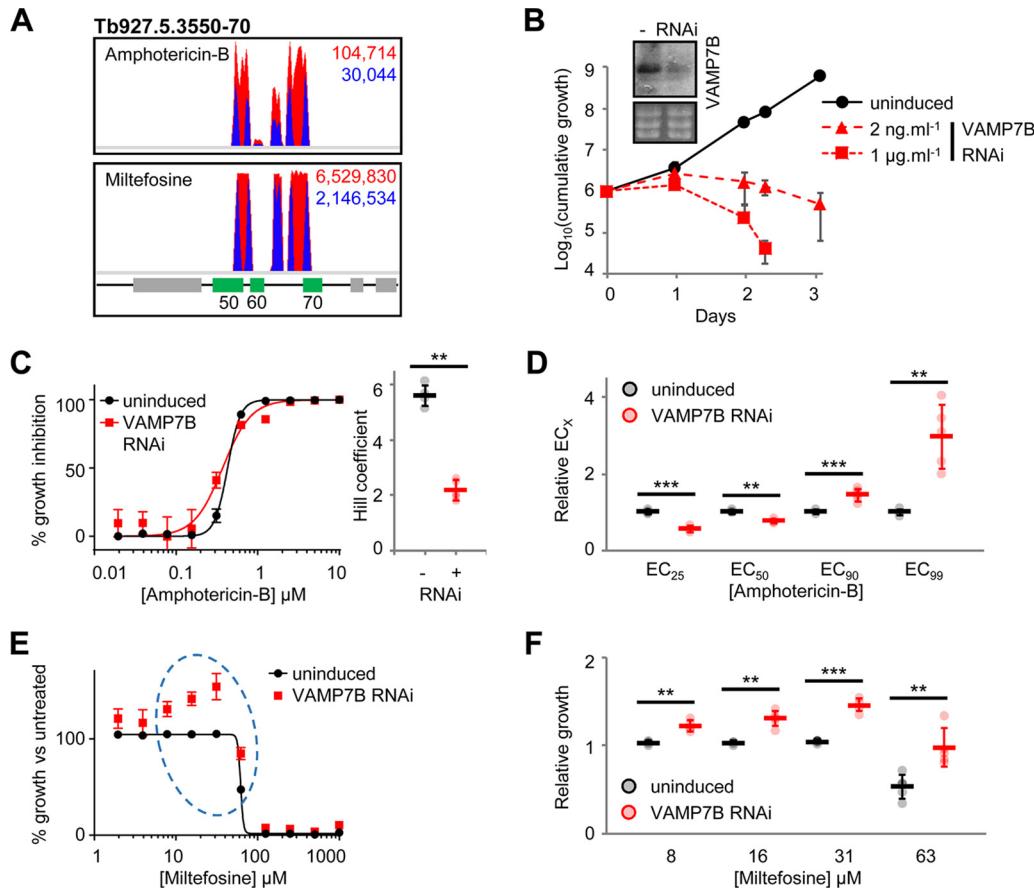 A
Tb927.5.3550-70
Amphotericin-B
104,714
30,044
Miltefosine
6,529,830
2,146,534
50 60 70
B
- RNAi
VAMP7B
Log10(cumulative growth)
9
8
7
6
5
4
0 1 2 3
Days
uninduced
2 ng.ml-1
1 µg.ml-1
VAMP7B
RNAi
C
% growth inhibition
100
50
0
uninduced
VAMP7B
RNAi
0.01 0.1 1 10
[Amphotericin-B] µM
Hill coefficient
**
6
4
2
0
- +
RNAi
D
Relative ECX
6
4
2
0
uninduced
VAMP7B RNAi
*** ** *** **
EC25 EC50 EC90 EC99
[Amphotericin-B]
E
% growth vs untreated
100
0
uninduced
VAMP7B RNAi
1 10 100 1000
[Miltefosine] µM
F
Relative growth
2
1
0
** ** *** **
uninduced
VAMP7B RNAi
8 16 31 63
[Miltefosine] µM